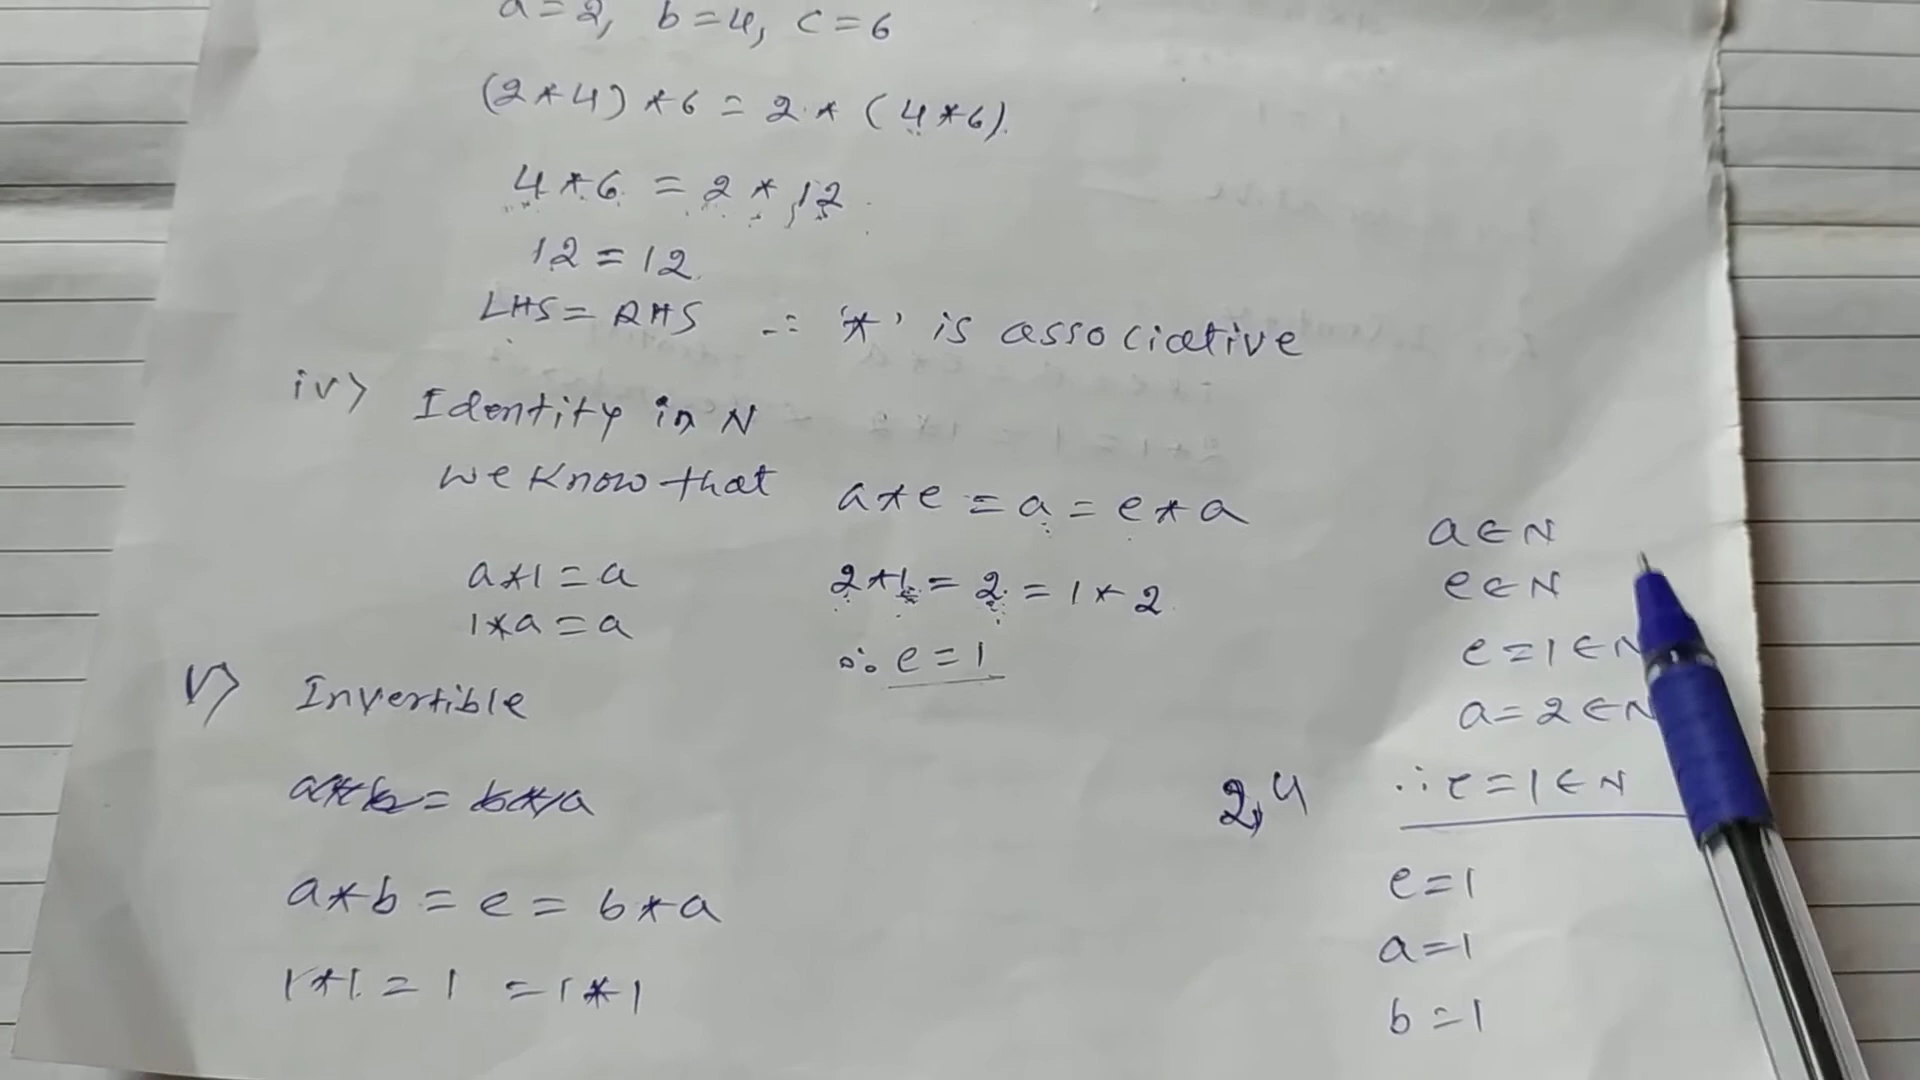 a=2, b=4, c=6
(2*4)*6 = 2*(4*6).
4*6 = 2*12
12=12
LHS = RHS ∴ '*' is associative
iv) Identity in N
we know that a*e = a = e*a
a*1 = a 2*1 = 2 = 1*2
1*a = a ∴ e=1
a∈N
e∈N
e=1∈N
a=2∈N
∴ e=1∈N
v) Invertible
a*b = b*a
2,4
a*b = e = b*a
1*1 = 1 = 1*1
e=1
a=1
b=1